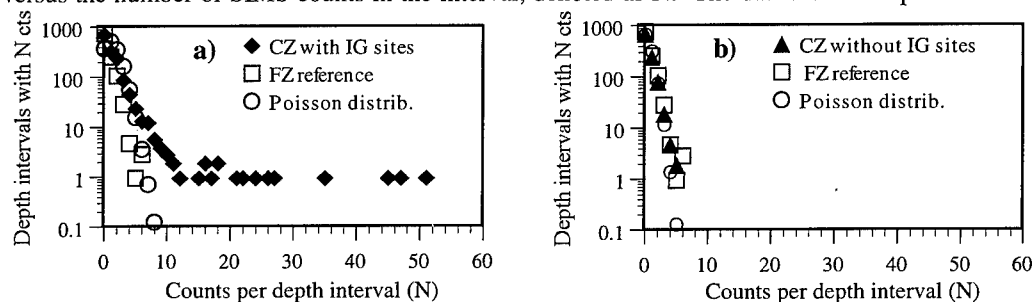 versus the number of SIMS counts in the interval, denoted as N.
Depth intervals with N cts
1000
100
10
1
0.1
a)
CZ with IG sites
FZ reference
Poisson distrib.
0 10 20 30 40 50 60
Counts per depth interval (N)
Depth intervals with N cts
1000
100
10
1
0.1
b)
CZ without IG sites
FZ reference
Poisson distrib.
0 10 20 30 40 50 60
Counts per depth interval (N)